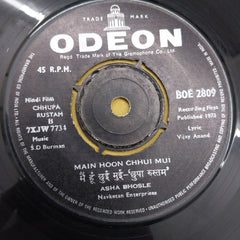 TRADE MARK
ODEON
Regd. Trade Mark of The Gramophone Co. Ltd.
45 R.P.M.
BOE 2809
Hindi Film
CHHUPA
RUSTAM
B
7XJW 7734
Music
S.D Burman
Recording First
Published 1973
Lyric
Vijay Anand
MAIN HOON CHHUI MUI
मैं हूं छुई मुई-'छुपा रुस्तम'
ASHA BHOSLE
Navketan Enterprises